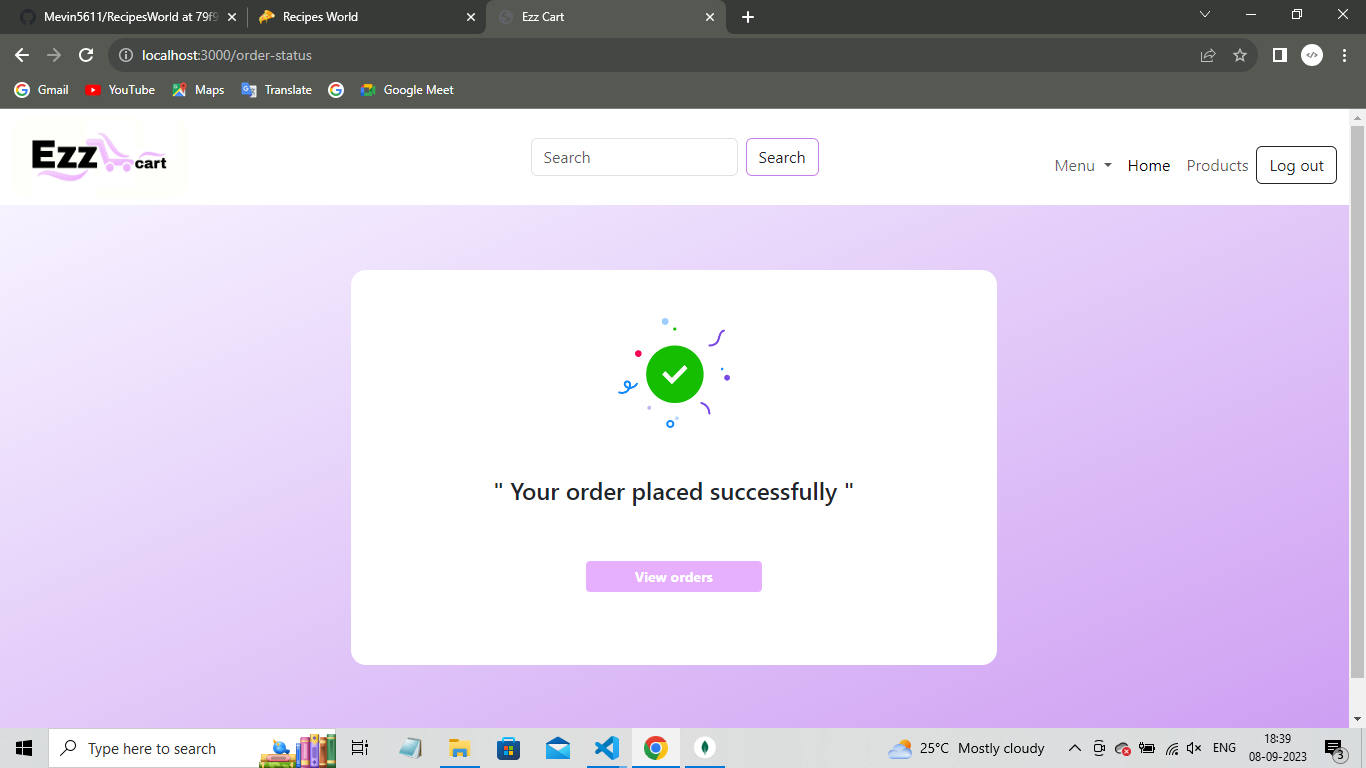 Mevin5611/RecipesWorld at 79f9
Recipes World
Ezz Cart
localhost:3000/order-status
Gmail
YouTube
Maps
Translate
Google Meet
Ezz cart
Search
Search
Menu
Home
Products
Log out
" Your order placed successfully "
View orders
Type here to search
25°C Mostly cloudy
ENG
18:39
08-09-2023
3